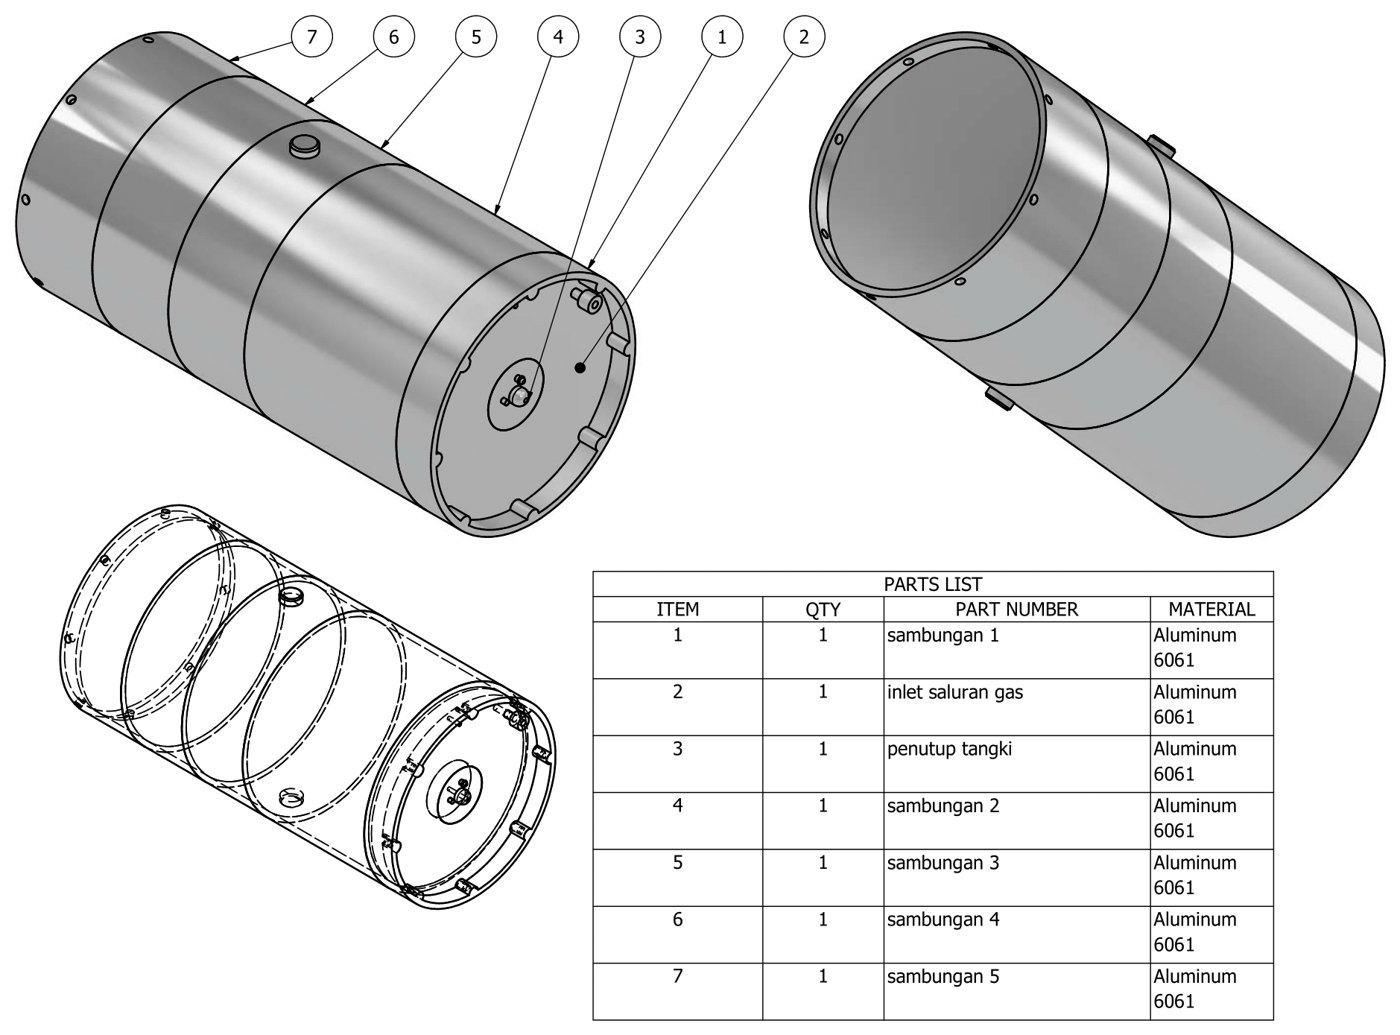 7 6 5 4 3 1 2
PARTS LIST
ITEM QTY PART NUMBER MATERIAL
1 1 sambungan 1 Aluminum
6061
2 1 inlet saluran gas Aluminum
6061
3 1 penutup tangki Aluminum
6061
4 1 sambungan 2 Aluminum
6061
5 1 sambungan 3 Aluminum
6061
6 1 sambungan 4 Aluminum
6061
7 1 sambungan 5 Aluminum
6061